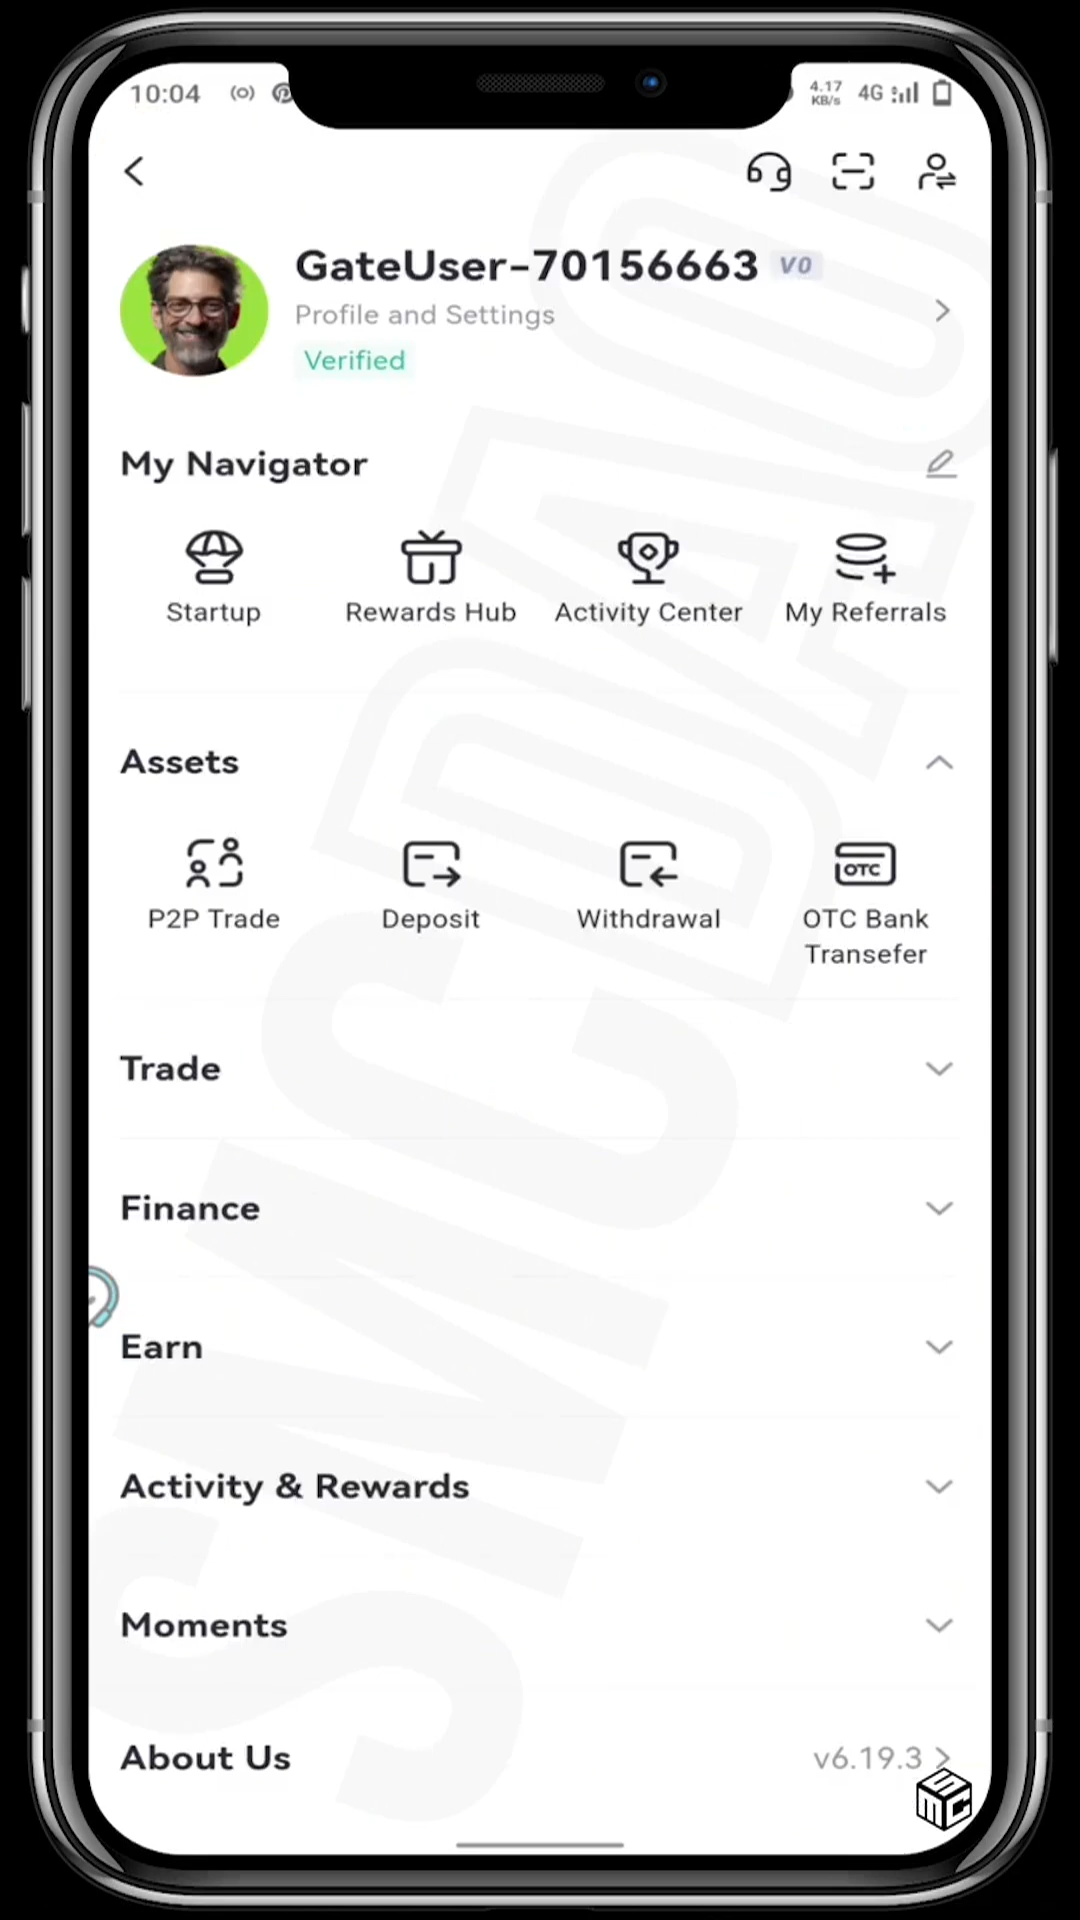 10:04
4.17
KB/s
4G
GateUser-70156663 V0
Profile and Settings
Verified
My Navigator
Startup
Rewards Hub
Activity Center
My Referrals
Assets
P2P Trade
Deposit
Withdrawal
OTC
OTC Bank
Transefer
Trade
Finance
Earn
Activity & Rewards
Moments
About Us
v6.19.3
SMCDAO
SMC